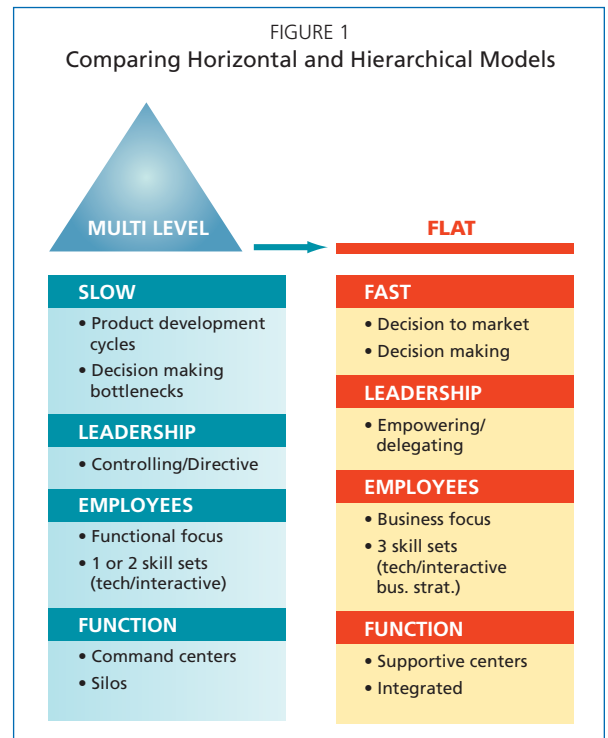 FIGURE 1
Comparing Horizontal and Hierarchical Models
MULTI LEVEL
SLOW
• Product development
cycles
• Decision making
bottlenecks
LEADERSHIP
• Controlling/Directive
EMPLOYEES
• Functional focus
• 1 or 2 skill sets
(tech/interactive)
FUNCTION
• Command centers
• Silos
FLAT
FAST
• Decision to market
• Decision making
LEADERSHIP
• Empowering/
delegating
EMPLOYEES
• Business focus
• 3 skill sets
(tech/interactive
bus. strat.)
FUNCTION
• Supportive centers
• Integrated